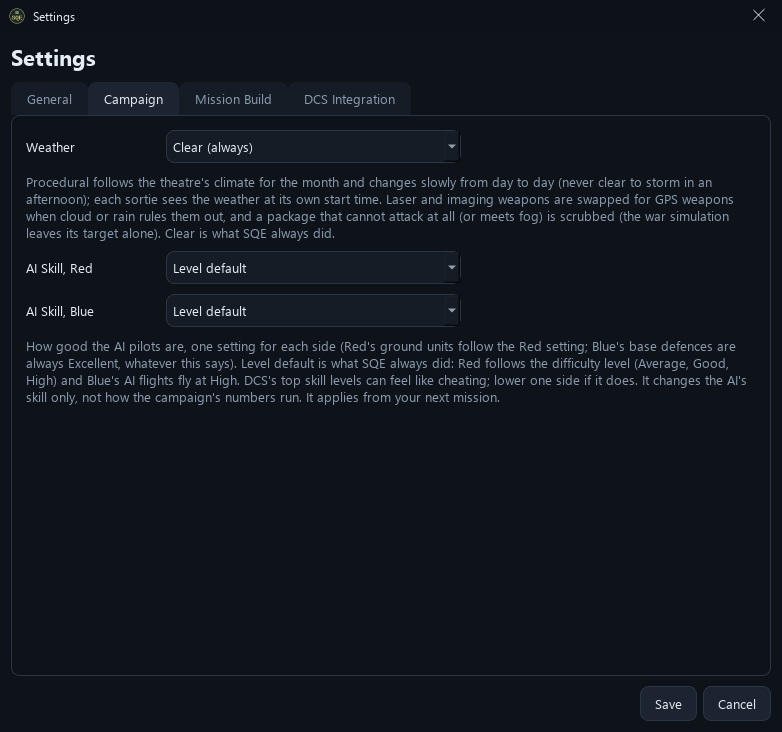 SQE
Settings
Settings
General
Campaign
Mission Build
DCS Integration
Weather
Clear (always)
Procedural follows the theatre's climate for the month and changes slowly from day to day (never clear to storm in an
afternoon); each sortie sees the weather at its own start time. Laser and imaging weapons are swapped for GPS weapons
when cloud or rain rules them out, and a package that cannot attack at all (or meets fog) is scrubbed (the war simulation
leaves its target alone). Clear is what SQE always did.
AI Skill, Red
Level default
AI Skill, Blue
Level default
How good the AI pilots are, one setting for each side (Red's ground units follow the Red setting; Blue's base defences are
always Excellent, whatever this says). Level default is what SQE always did: Red follows the difficulty level (Average, Good,
High) and Blue's AI flights fly at High. DCS's top skill levels can feel like cheating; lower one side if it does. It changes the AI's
skill only, not how the campaign's numbers run. It applies from your next mission.
Save
Cancel